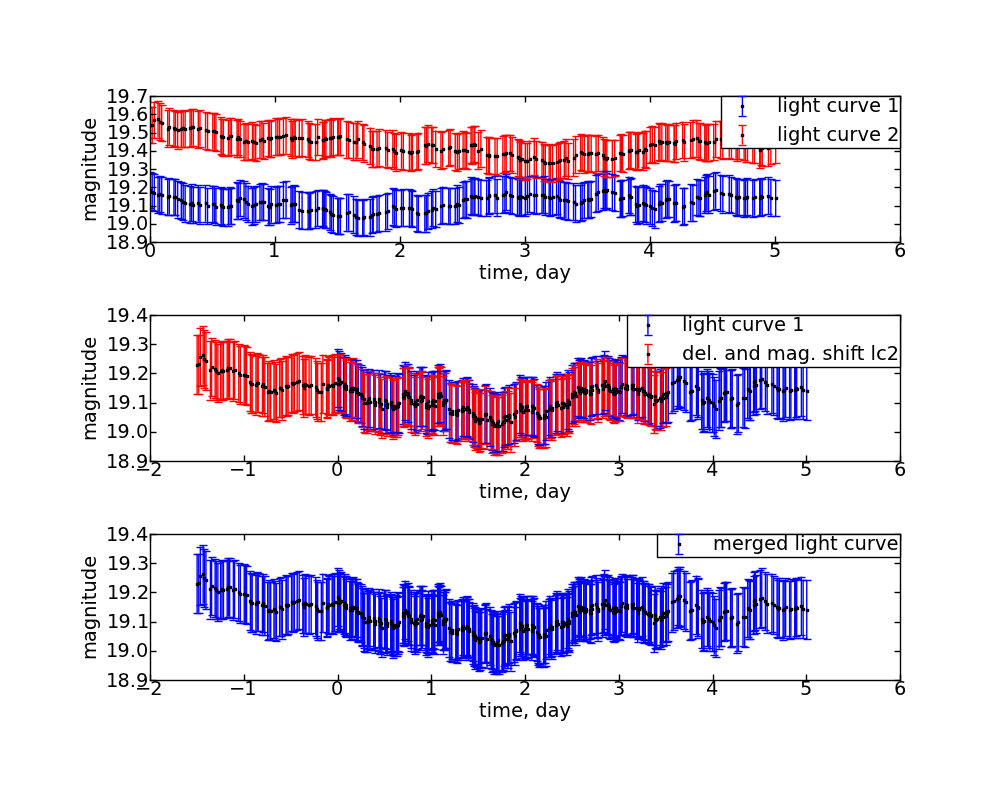 19.7
19.6
19.5
19.4
19.3
19.2
19.1
19.0
18.9
magnitude
light curve 1
light curve 2
0 1 2 3 4 5 6
time, day
19.4
19.3
19.2
19.1
19.0
18.9
magnitude
light curve 1
del. and mag. shift lc2
−2 −1 0 1 2 3 4 5 6
time, day
19.4
19.3
19.2
19.1
19.0
18.9
magnitude
merged light curve
−2 −1 0 1 2 3 4 5 6
time, day